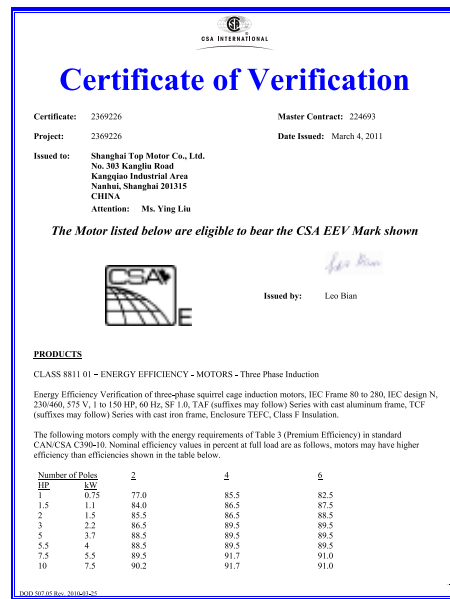 CSA INTERNATIONAL
Certificate of Verification
Certificate: 2369226 Master Contract: 224693
Project: 2369226 Date Issued: March 4, 2011
Issued to: Shanghai Top Motor Co., Ltd.
No. 303 Kangliu Road
Kangqiao Industrial Area
Nanhui, Shanghai 201315
CHINA
Attention: Ms. Ying Liu
The Motor listed below are eligible to bear the CSA EEV Mark shown
Leo Bian
CSA
E
Issued by: Leo Bian
PRODUCTS
CLASS 8811 01 – ENERGY EFFICIENCY - MOTORS - Three Phase Induction
Energy Efficiency Verification of three-phase squirrel cage induction motors, IEC Frame 80 to 280, IEC design N,
230/460, 575 V, 1 to 150 HP, 60 Hz, SF 1.0, TAF (suffixes may follow) Series with cast aluminum frame, TCF
(suffixes may follow) Series with cast iron frame, Enclosure TEFC, Class F Insulation.
The following motors comply with the energy requirements of Table 3 (Premium Efficiency) in standard
CAN/CSA C390-10. Nominal efficiency values in percent at full load are as follows, motors may have higher
efficiency than efficiencies shown in the table below.
Number of Poles 2 4 6
HP kW
1 0.75 77.0 85.5 82.5
1.5 1.1 84.0 86.5 87.5
2 1.5 85.5 86.5 88.5
3 2.2 86.5 89.5 89.5
5 3.7 88.5 89.5 89.5
5.5 4 88.5 89.5 89.5
7.5 5.5 89.5 91.7 91.0
10 7.5 90.2 91.7 91.0
DQD 507.05 Rev. 2010-03-25